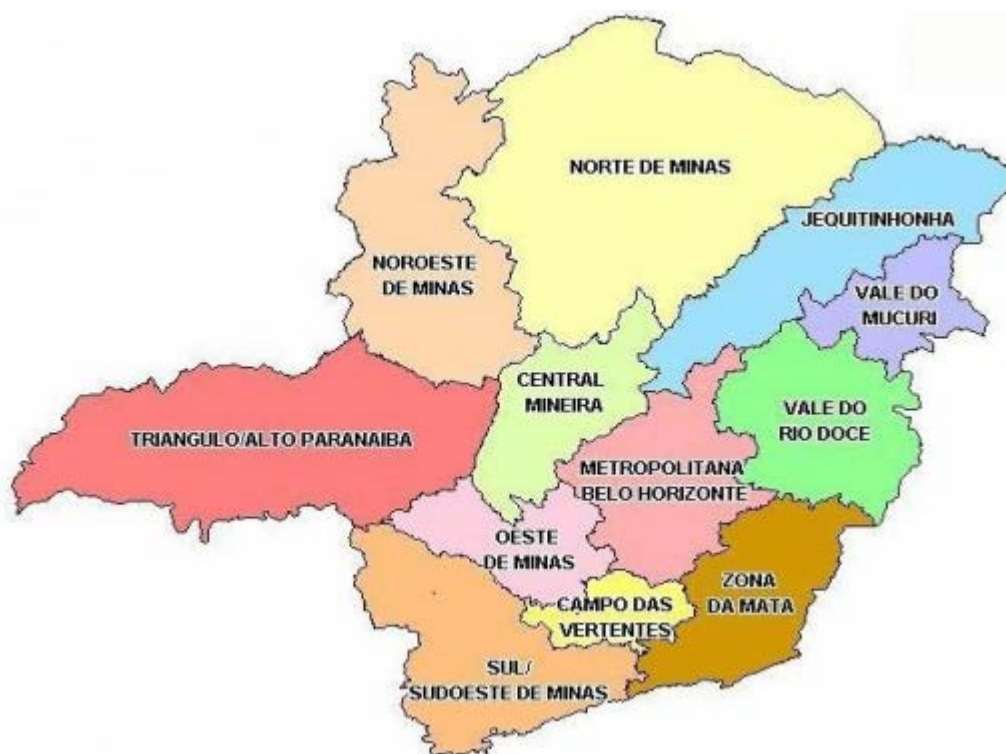 NORTE DE MINAS
JEQUITINHONHA
NOROESTE
DE MINAS
VALE DO
MUCURI
CENTRAL
MINEIRA
TRIANGULO/ALTO PARANAIBA
VALE DO
RIO DOCE
METROPOLITANA
BELO HORIZONTE
OESTE
DE MINAS
ZONA
DA MATA
CAMPO DAS
VERTENTES
SUL/
SUDOESTE DE MINAS